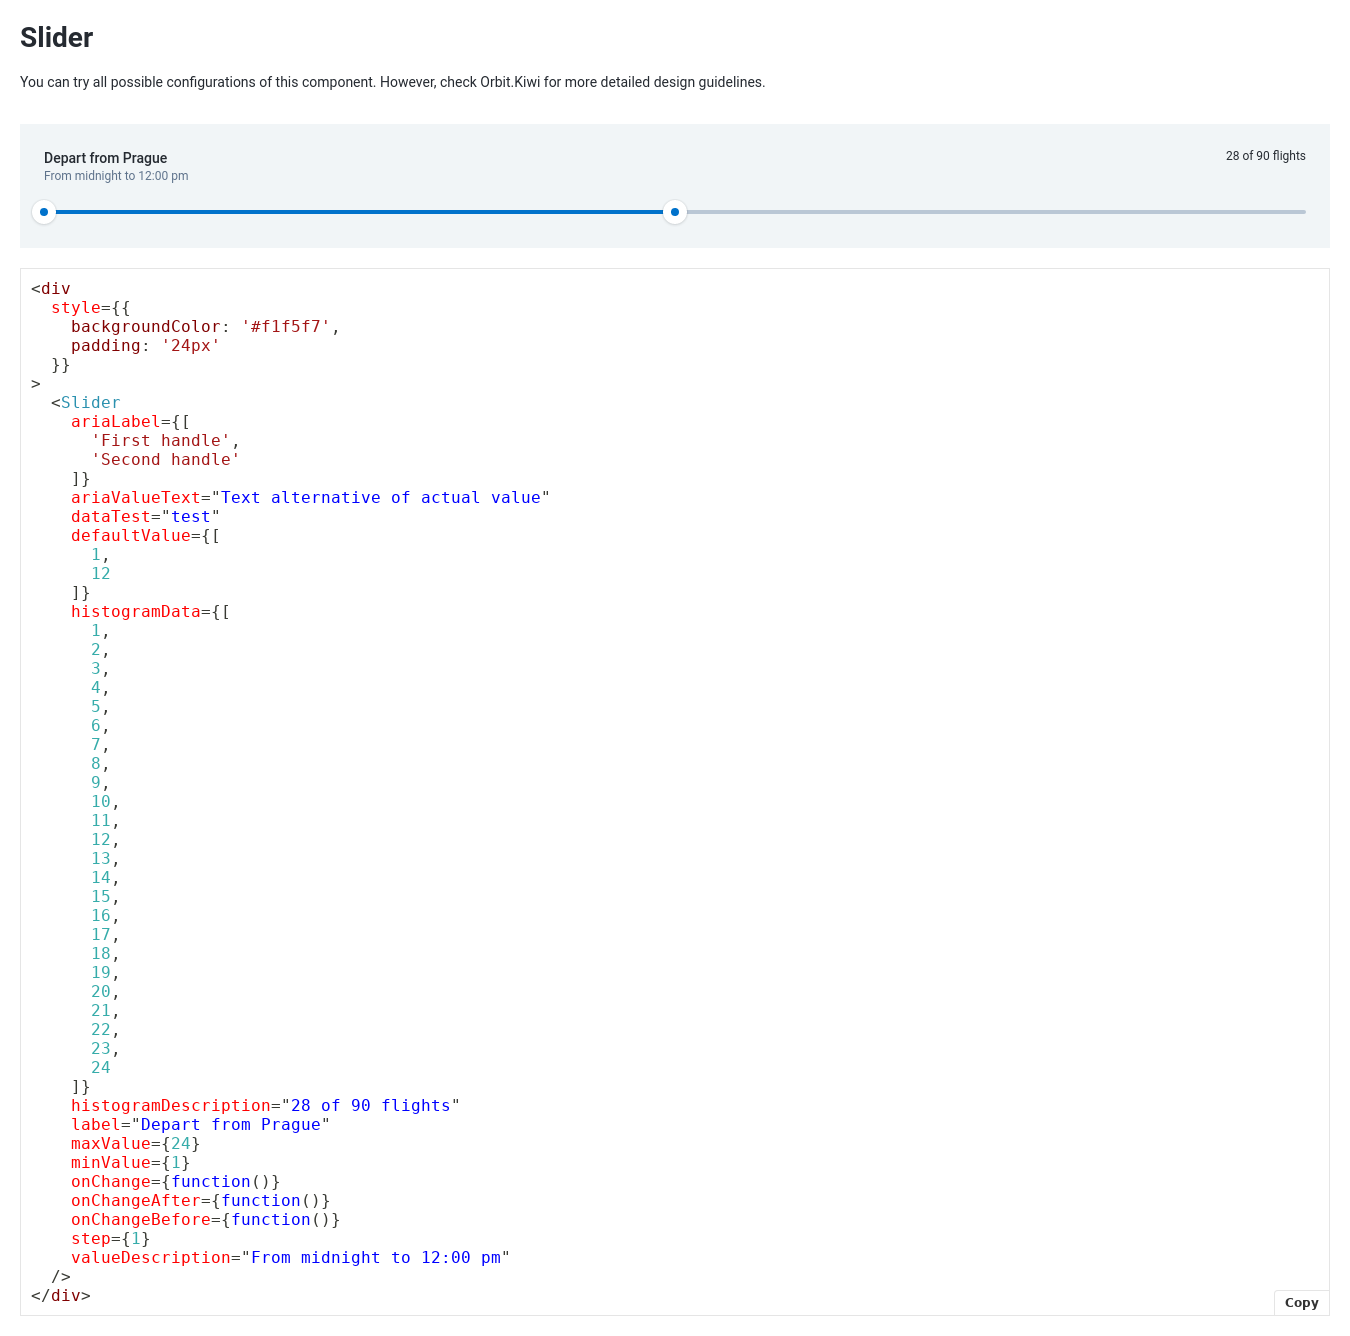 Slider
You can try all possible configurations of this component. However, check Orbit.Kiwi for more detailed design guidelines.
Depart from Prague
28 of 90 flights
From midnight to 12:00 pm
<div
  style={{
    backgroundColor: '#f1f5f7',
    padding: '24px'
  }}
>
  <Slider
    ariaLabel={[
      'First handle',
      'Second handle'
    ]}
    ariaValueText="Text alternative of actual value"
    dataTest="test"
    defaultValue={[
      1,
      12
    ]}
    histogramData={[
      1,
      2,
      3,
      4,
      5,
      6,
      7,
      8,
      9,
      10,
      11,
      12,
      13,
      14,
      15,
      16,
      17,
      18,
      19,
      20,
      21,
      22,
      23,
      24
    ]}
    histogramDescription="28 of 90 flights"
    label="Depart from Prague"
    maxValue={24}
    minValue={1}
    onChange={function()}
    onChangeAfter={function()}
    onChangeBefore={function()}
    step={1}
    valueDescription="From midnight to 12:00 pm"
  />
</div>
Copy